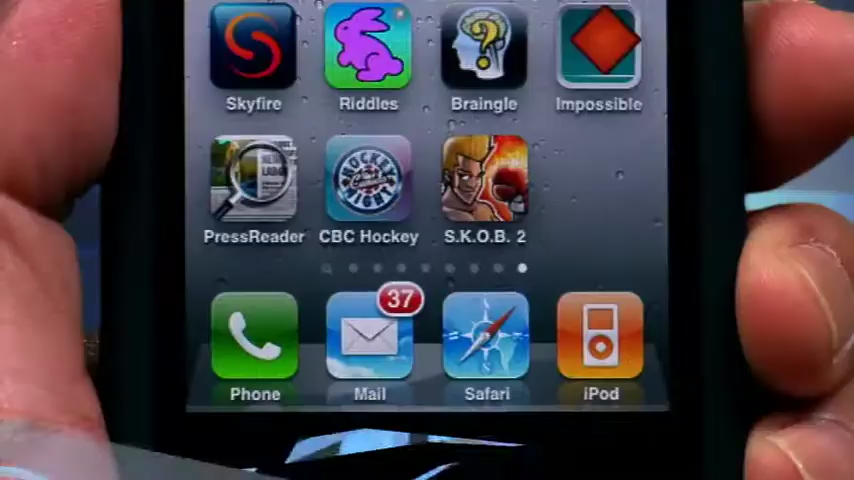 Skyfire Riddles Braingle Impossible
PressReader CBC Hockey S.K.O.B. 2
37
Phone Mail Safari iPod